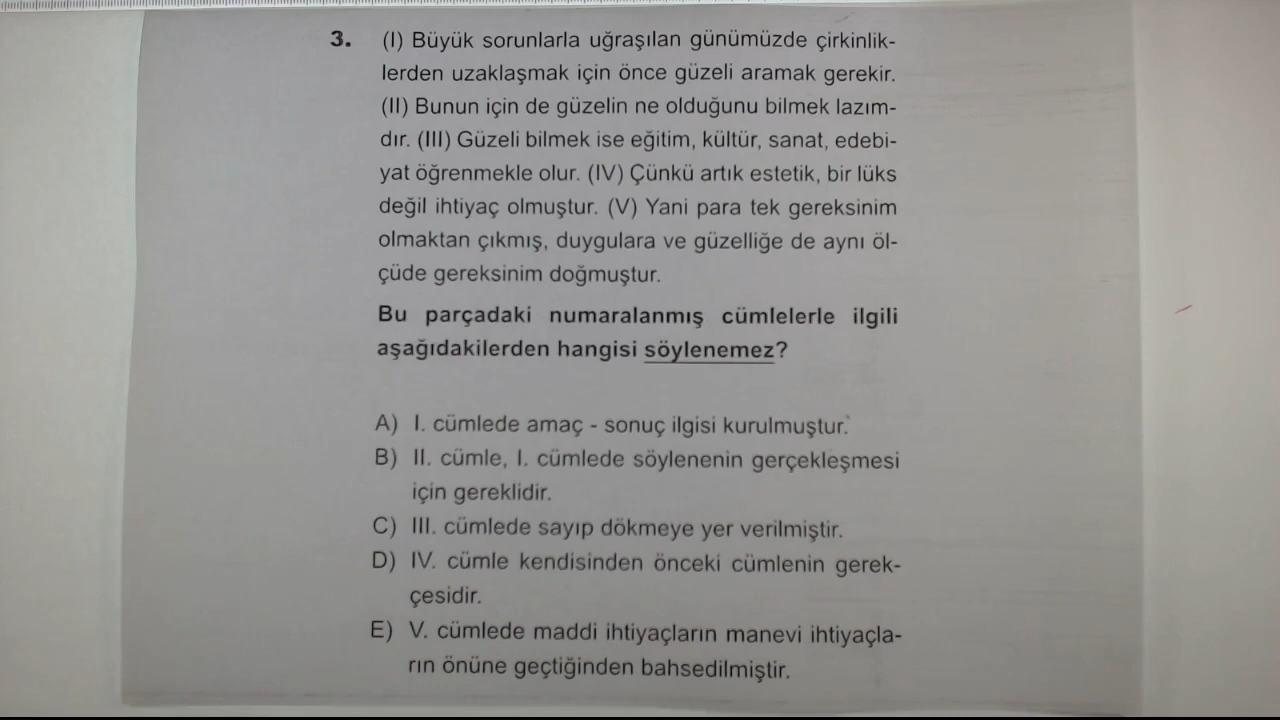 3. (I) Büyük sorunlarla uğraşılan günümüzde çirkinlik-
lerden uzaklaşmak için önce güzeli aramak gerekir.
(II) Bunun için de güzelin ne olduğunu bilmek lazım-
dır. (III) Güzeli bilmek ise eğitim, kültür, sanat, edebi-
yat öğrenmekle olur. (IV) Çünkü artık estetik, bir lüks
değil ihtiyaç olmuştur. (V) Yani para tek gereksinim
olmaktan çıkmış, duygulara ve güzelliğe de aynı öl-
çüde gereksinim doğmuştur.
Bu parçadaki numaralanmış cümlelerle ilgili
aşağıdakilerden hangisi söylenemez?
A) I. cümlede amaç - sonuç ilgisi kurulmuştur.
B) II. cümle, I. cümlede söylenenin gerçekleşmesi
için gereklidir.
C) III. cümlede sayıp dökmeye yer verilmiştir.
D) IV. cümle kendisinden önceki cümlenin gerek-
çesidir.
E) V. cümlede maddi ihtiyaçların manevi ihtiyaçla-
rın önüne geçtiğinden bahsedilmiştir.